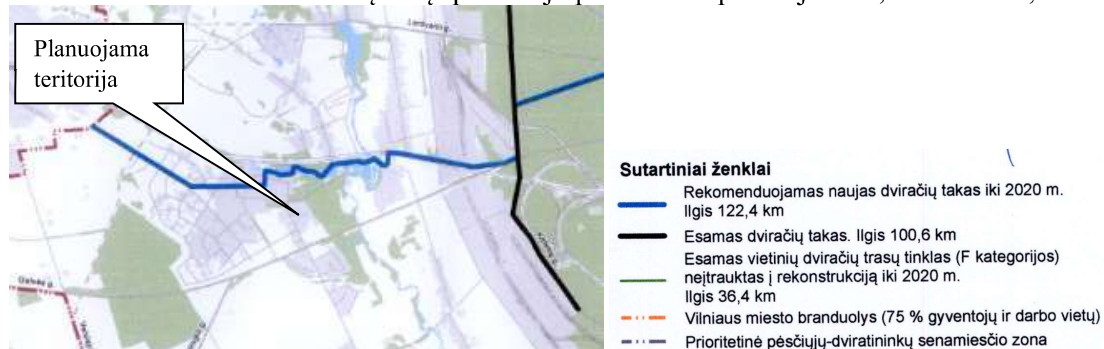 Planuojama
teritorija
Sutartiniai ženklai
Rekomenduojamas naujas dviračių takas iki 2020 m.
Ilgis 122,4 km
Esamas dviračių takas. Ilgis 100,6 km
Esamas vietinių dviračių trasų tinklas (F kategorijos)
neįtrauktas į rekonstrukciją iki 2020 m.
Ilgis 36,4 km
Vilniaus miesto branduolys (75 % gyventojų ir darbo vietų)
Prioritetinė pėsčiųjų-dviratininkų senamiesčio zona